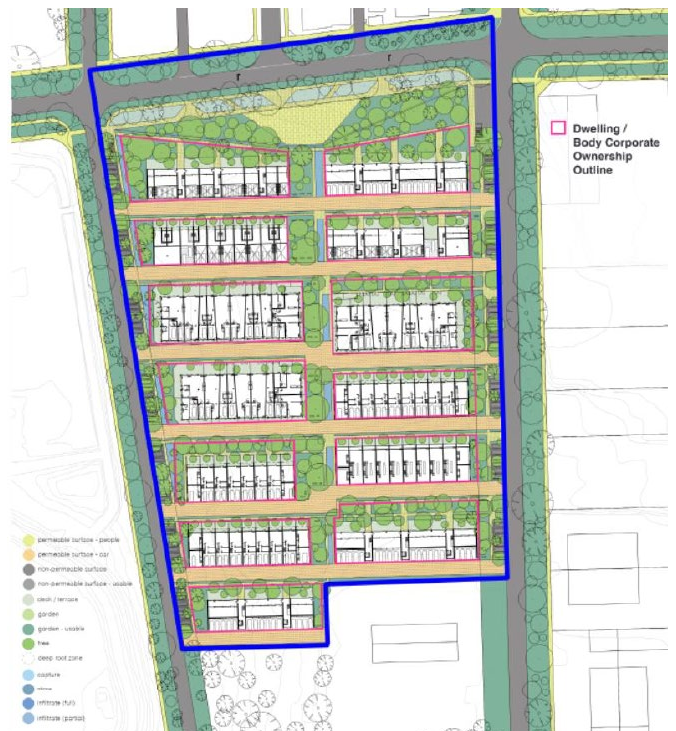 Dwelling /
Body Corporate
Ownership
Outline
r
r
permeable surface - people
permeable surface - car
non-permeable surface
non-permeable surface - usable
deck / terrace
garden
garden - usable
tree
deep root zone
capture
infiltrate (full)
infiltrate (partial)